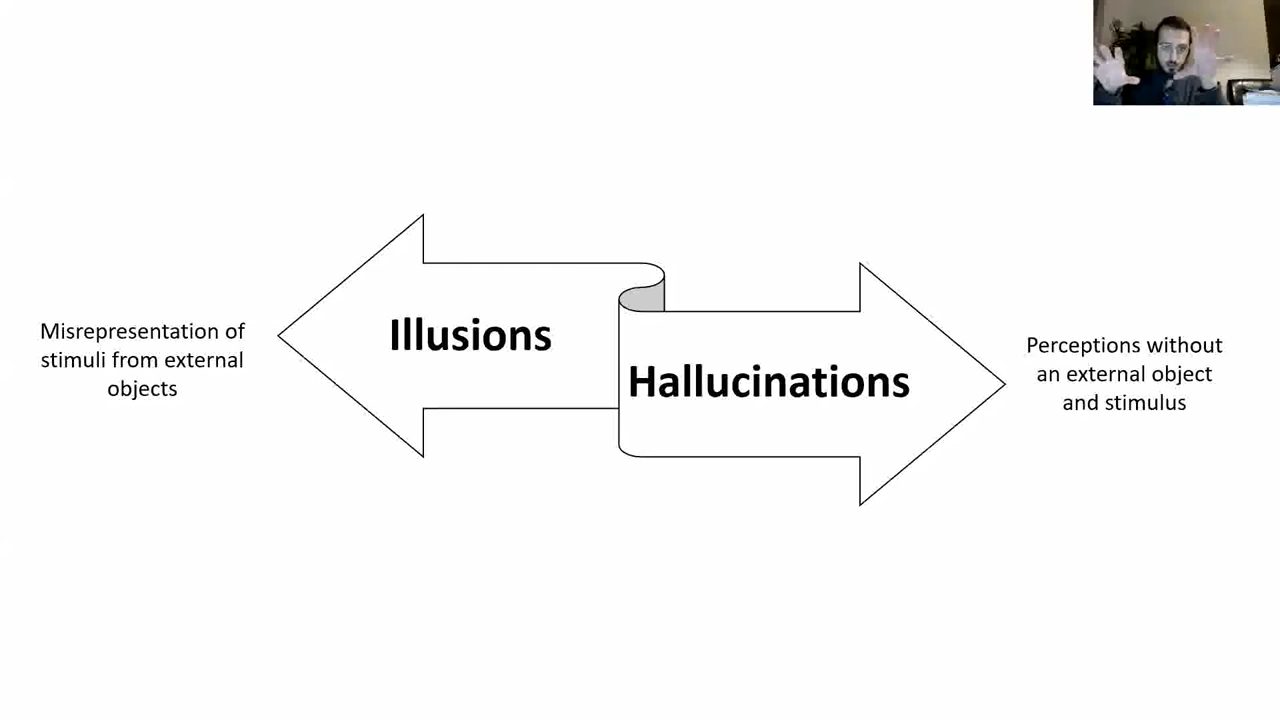 Misrepresentation of
stimuli from external
objects
Illusions
Hallucinations
Perceptions without
an external object
and stimulus